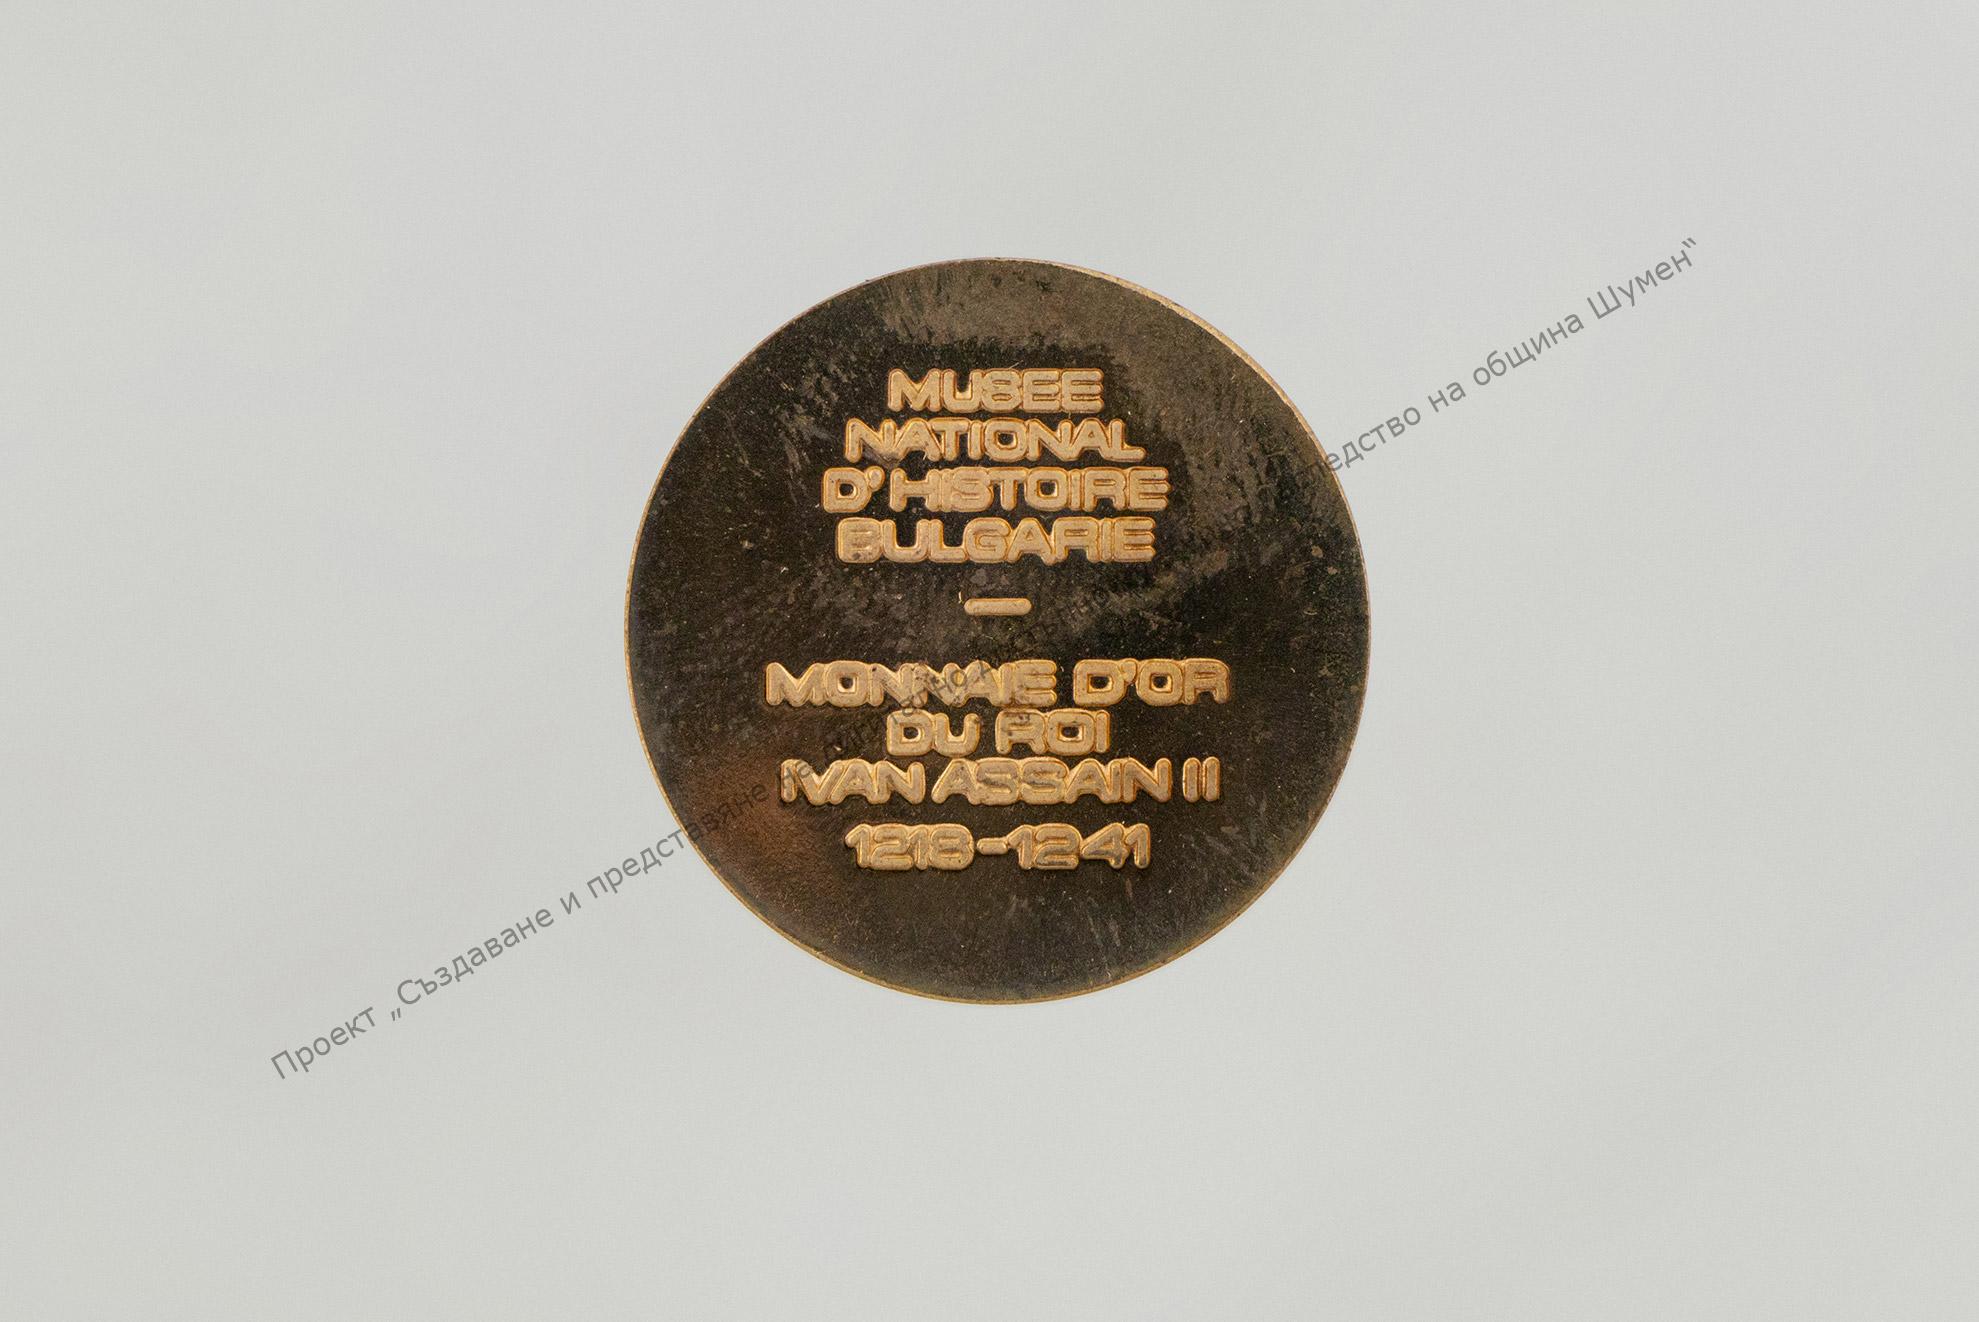 MUSEE
NATIONAL
D'HISTOIRE
BULGARIE
—
MONNAIE D'OR
DU ROI
IVAN ASSAIN II
1218-1241
Проект „Създаване и представяне на на община Шумен“